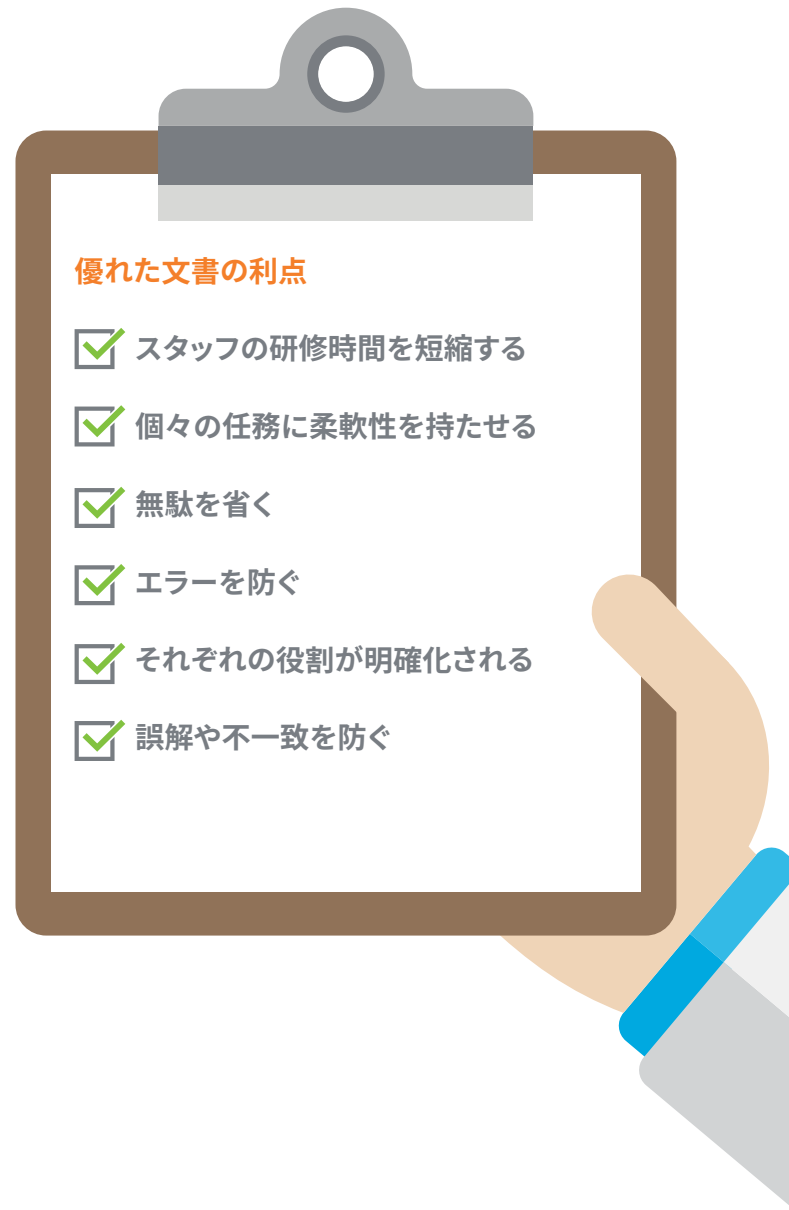 優れた文書の利点
スタッフの研修時間を短縮する
個々の任務に柔軟性を持たせる
無駄を省く
エラーを防ぐ
それぞれの役割が明確化される
誤解や不一致を防ぐ